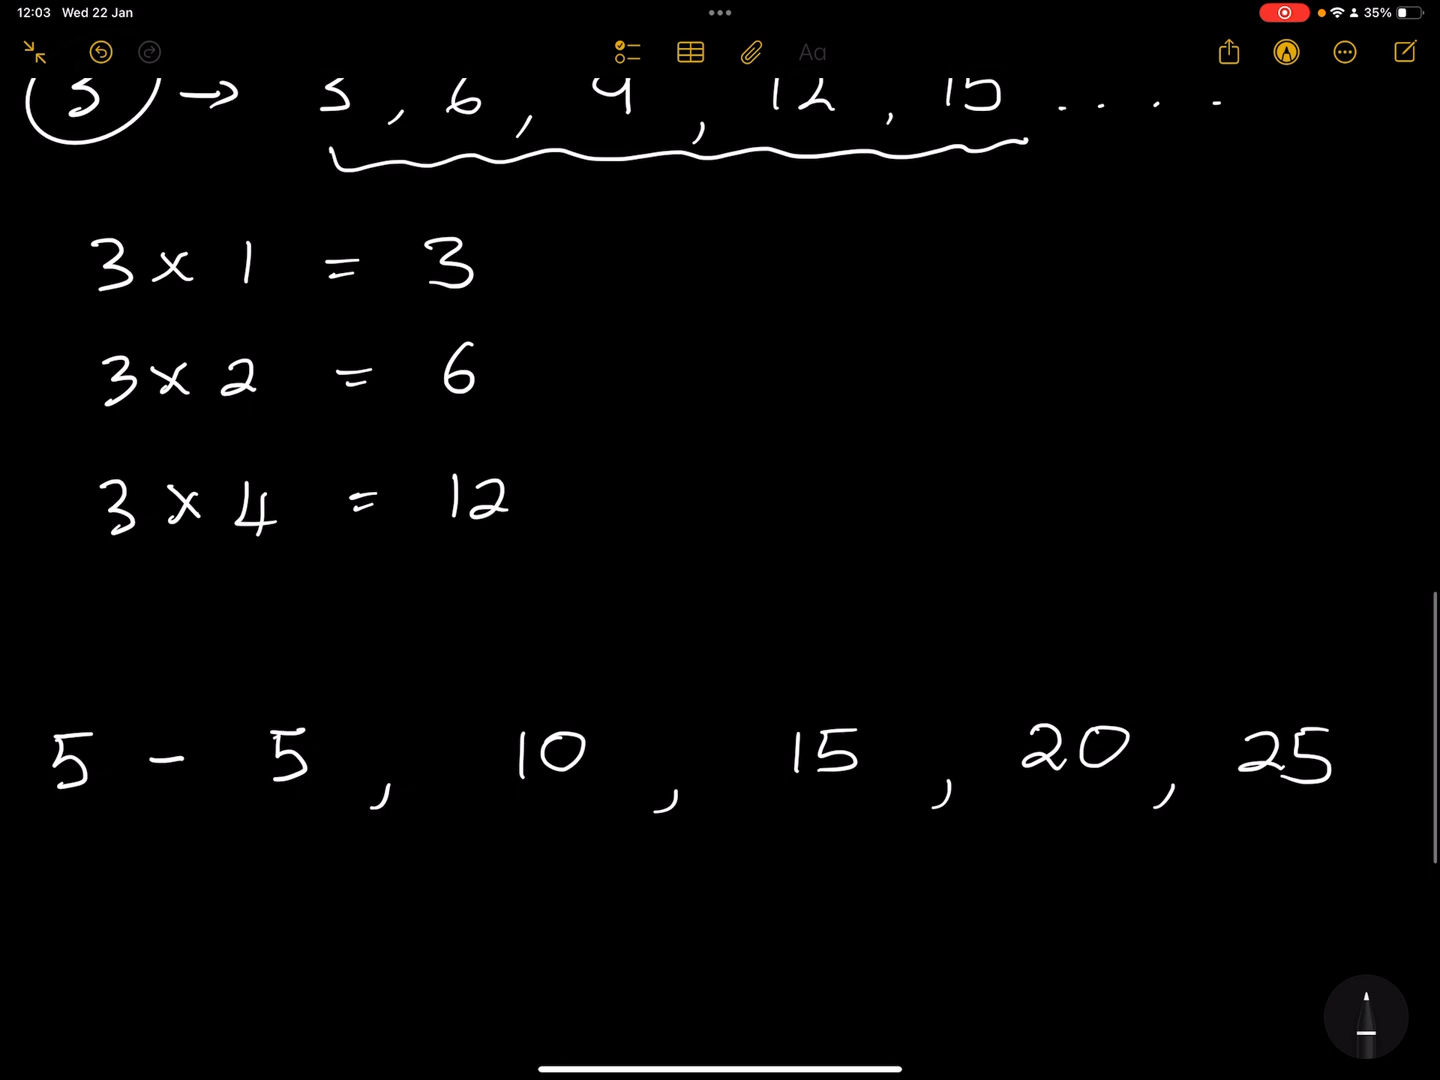 12:03 Wed 22 Jan
35%
Aa
3 → 3, 6, 9, 12, 15 .....
3 x 1 = 3
3 x 2 = 6
3 x 4 = 12
5 - 5, 10, 15, 20, 25